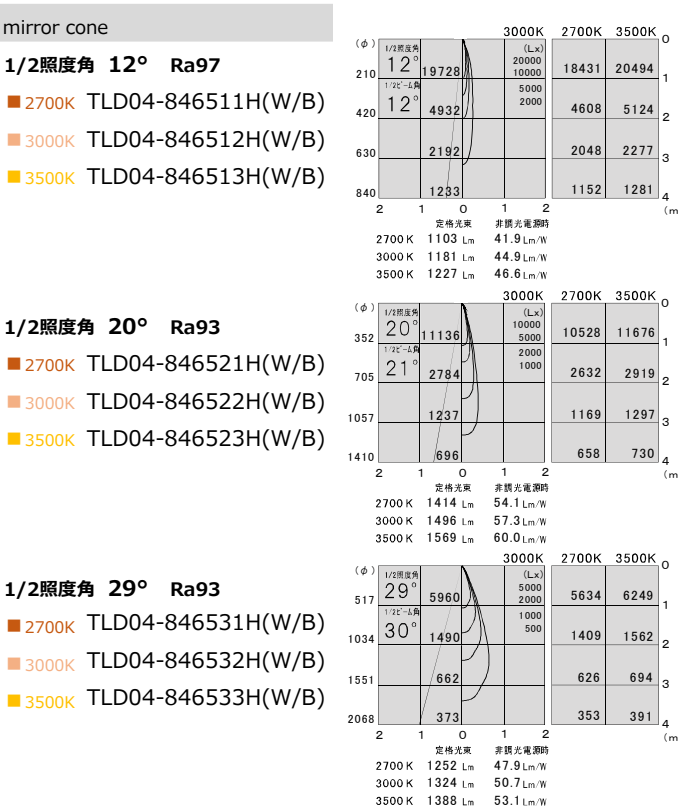 mirror cone
1/2照度角 12° Ra97
2700K TLD04-846511H(W/B)
3000K TLD04-846512H(W/B)
3500K TLD04-846513H(W/B)
3000K 2700K 3500K
(φ) 1/2照度角 (Lx) 0
12° 20000
210 19728 10000 18431 20494 1
1/2ビーム角 5000
12° 2000
420 4932 4608 5124 2
630 2192 2048 2277 3
840 1233 1152 1281 4
2 1 0 1 2 (m
定格光束 非調光電源時
2700K 1103 Lm 41.9 Lm/W
3000K 1181 Lm 44.9 Lm/W
3500K 1227 Lm 46.6 Lm/W
1/2照度角 20° Ra93
2700K TLD04-846521H(W/B)
3000K TLD04-846522H(W/B)
3500K TLD04-846523H(W/B)
3000K 2700K 3500K
(φ) 1/2照度角 (Lx) 0
20° 10000
352 11136 5000 10528 11676 1
1/2ビーム角 2000
21° 1000
705 2784 2632 2919 2
1057 1237 1169 1297 3
1410 696 658 730 4
2 1 0 1 2 (m
定格光束 非調光電源時
2700K 1414 Lm 54.1 Lm/W
3000K 1496 Lm 57.3 Lm/W
3500K 1569 Lm 60.0 Lm/W
1/2照度角 29° Ra93
2700K TLD04-846531H(W/B)
3000K TLD04-846532H(W/B)
3500K TLD04-846533H(W/B)
3000K 2700K 3500K
(φ) 1/2照度角 (Lx) 0
29° 5000
517 5960 2000 5634 6249 1
1/2ビーム角 1000
30° 500
1034 1490 1409 1562 2
1551 662 626 694 3
2068 373 353 391 4
2 1 0 1 2 (m
定格光束 非調光電源時
2700K 1252 Lm 47.9 Lm/W
3000K 1324 Lm 50.7 Lm/W
3500K 1388 Lm 53.1 Lm/W